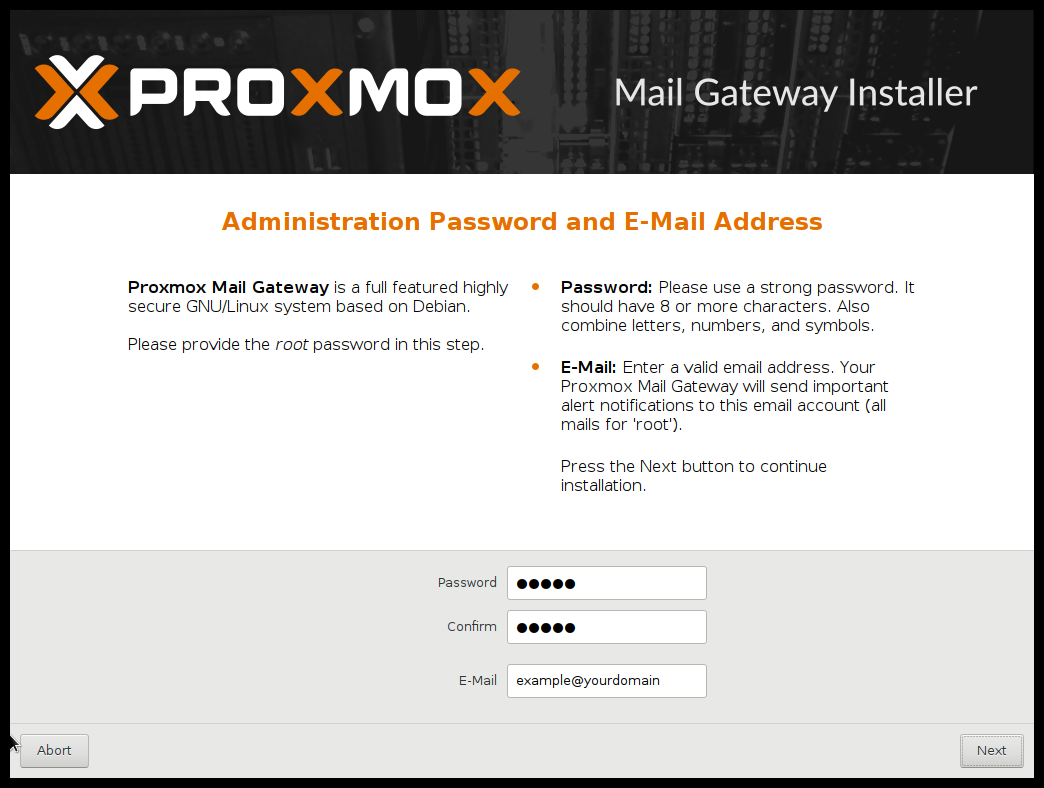 PROXMOX
Mail Gateway Installer
Administration Password and E-Mail Address
Proxmox Mail Gateway is a full featured highly
secure GNU/Linux system based on Debian.
Please provide the root password in this step.
Password: Please use a strong password. It
should have 8 or more characters. Also
combine letters, numbers, and symbols.
E-Mail: Enter a valid email address. Your
Proxmox Mail Gateway will send important
alert notifications to this email account (all
mails for 'root').
Press the Next button to continue
installation.
Password ●●●●●
Confirm ●●●●●
E-Mail example@yourdomain
Abort
Next